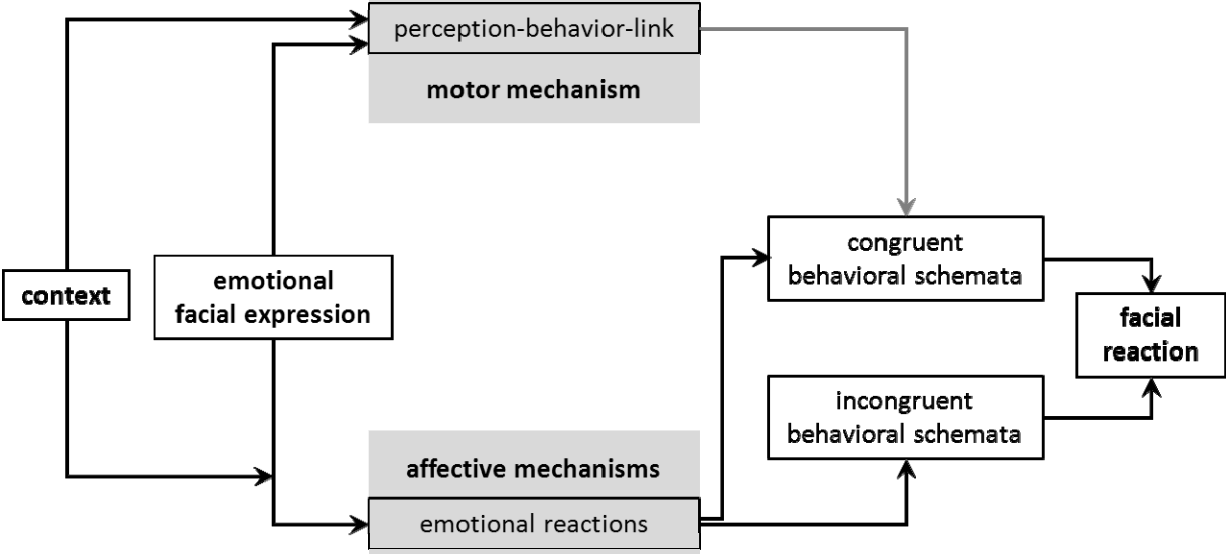 perception-behavior-link
motor mechanism
context
emotional
facial expression
congruent
behavioral schemata
facial
reaction
incongruent
behavioral schemata
affective mechanisms
emotional reactions